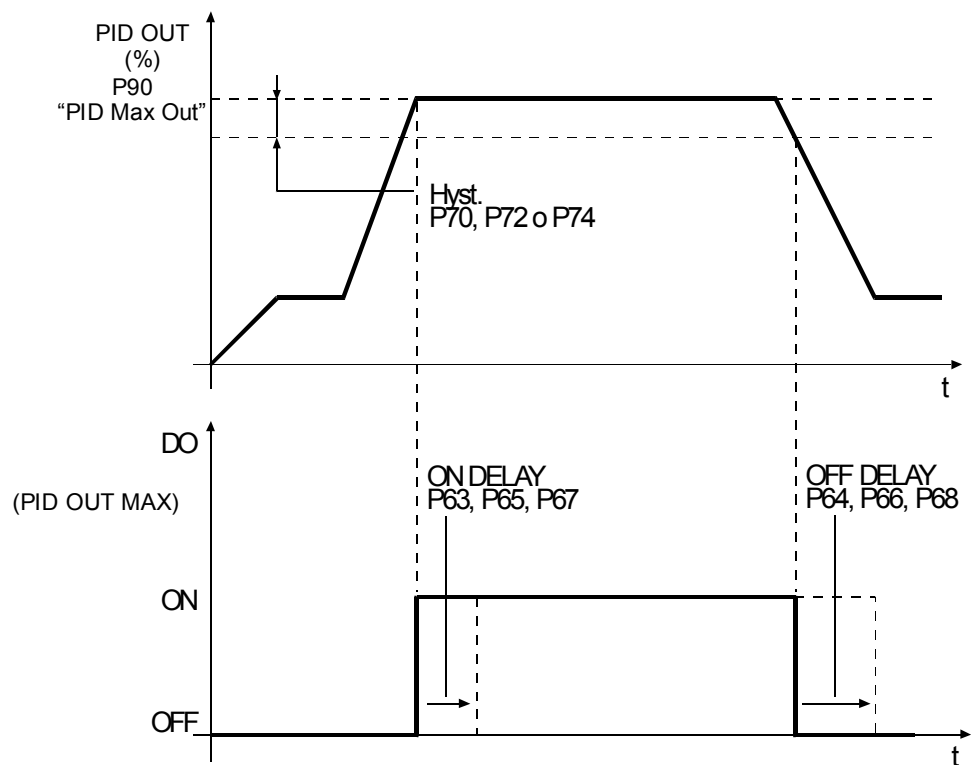 PID OUT
(%)
P90
“PID Max Out”
Hyst.
P70, P72 o P74
t
DO
(PID OUT MAX)
ON DELAY
P63, P65, P67
OFF DELAY
P64, P66, P68
ON
OFF
t